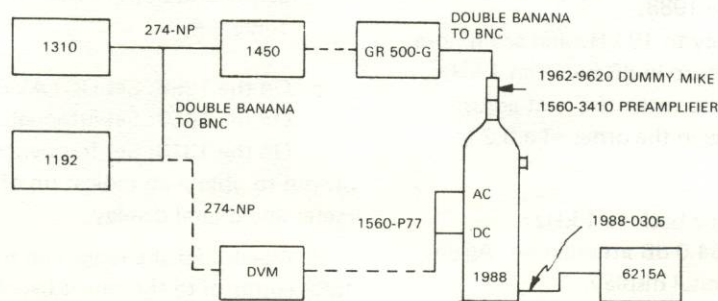 - 1988.
DOUBLE BANANA
TO BNC
1310
274-NP
1450
GR 500-G
1962-9620 DUMMY MIKE
1560-3410 PREAMPLIFIER
DOUBLE BANANA
TO BNC
1192
274-NP
1560-P77
AC
DC
1988-0305
DVM
1988
6215A